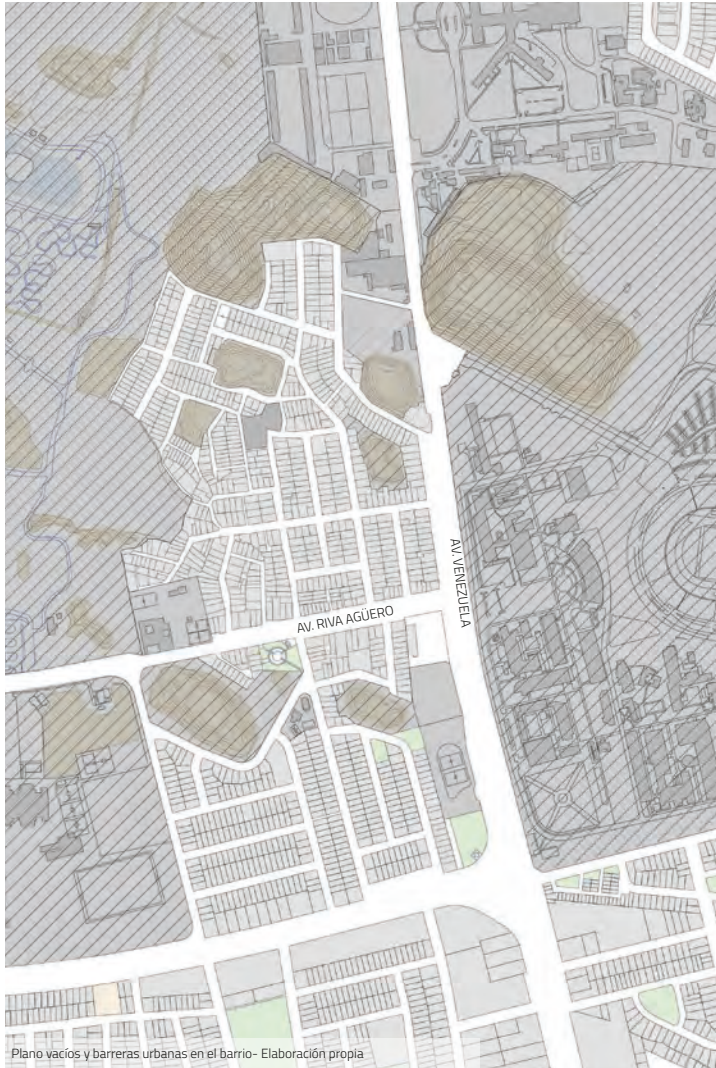 AV. VENEZUELA
AV. RIVA AGÜERO
Plano vacíos y barreras urbanas en el barrio- Elaboración propia